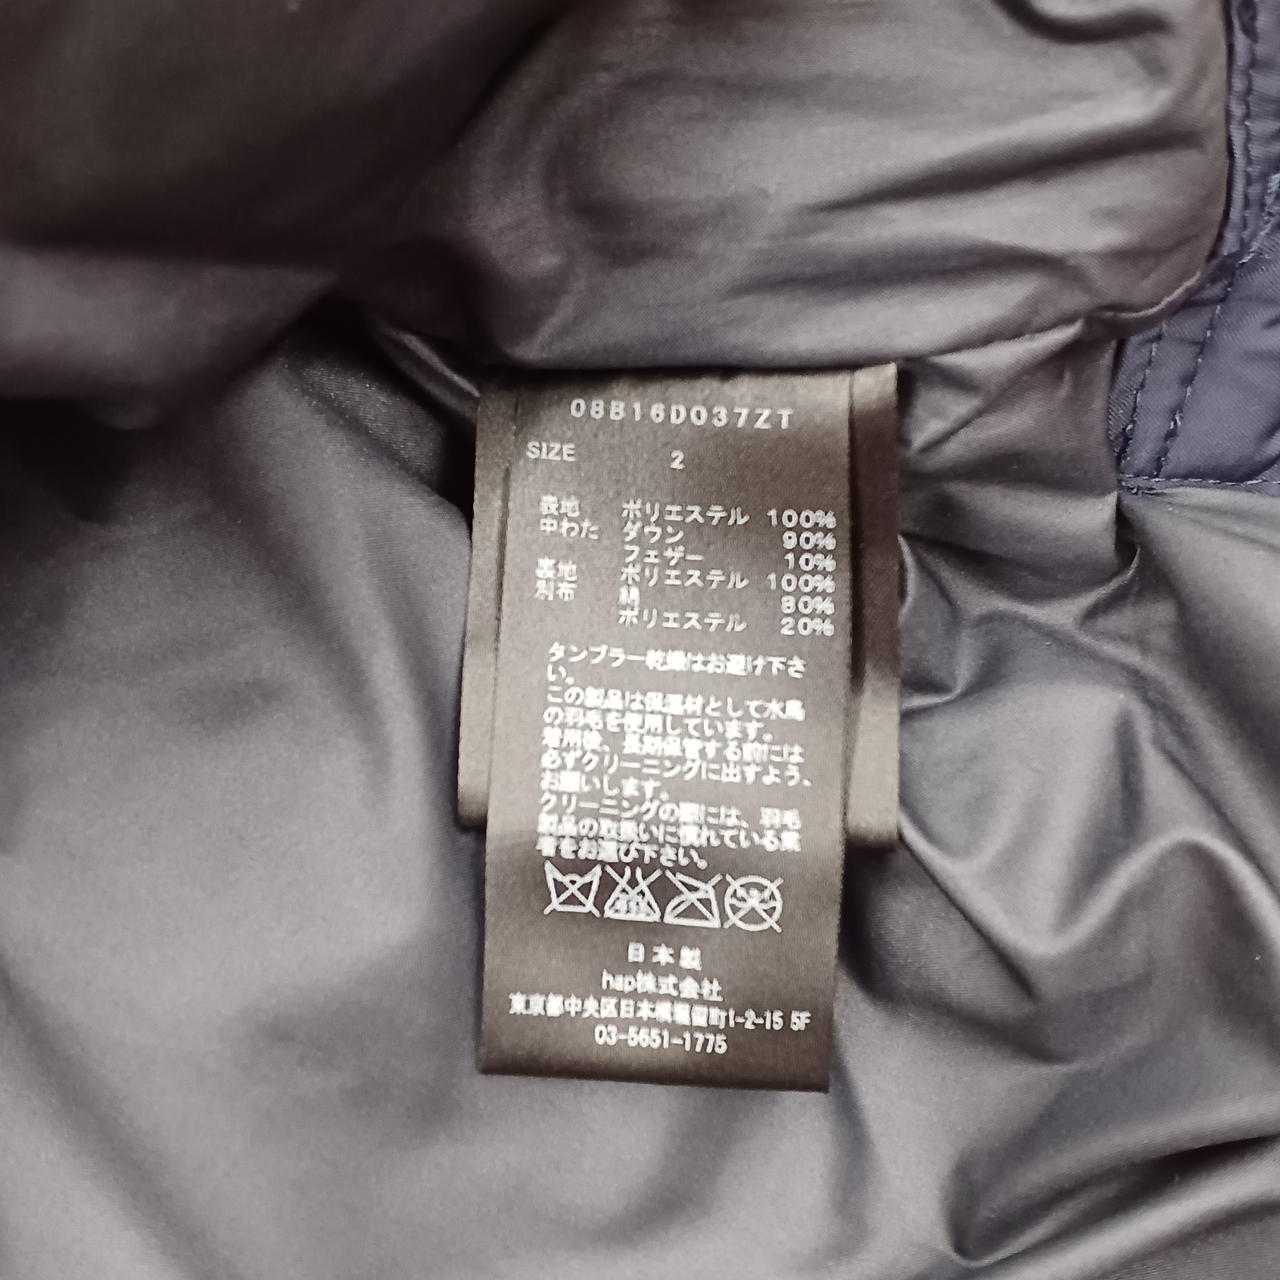 08B16D037ZT
SIZE 2
表地 ポリエステル 100%
中わた ダウン 90%
フェザー 10%
裏地 ポリエステル 100%
別布 綿 80%
ポリエステル 20%
タンブラー乾燥はお避け下さ
い。
この製品は保温材として水鳥
の羽毛を使用しています。
着用後、長期保管する前には
必ずクリーニングに出すよう、
お願いします。
クリーニングの際には、羽毛
製品の取扱いに慣れている業
者をお選び下さい。
日本製
hap株式会社
東京都中央区日本橋堀留町1-2-15 5F
03-5651-1775